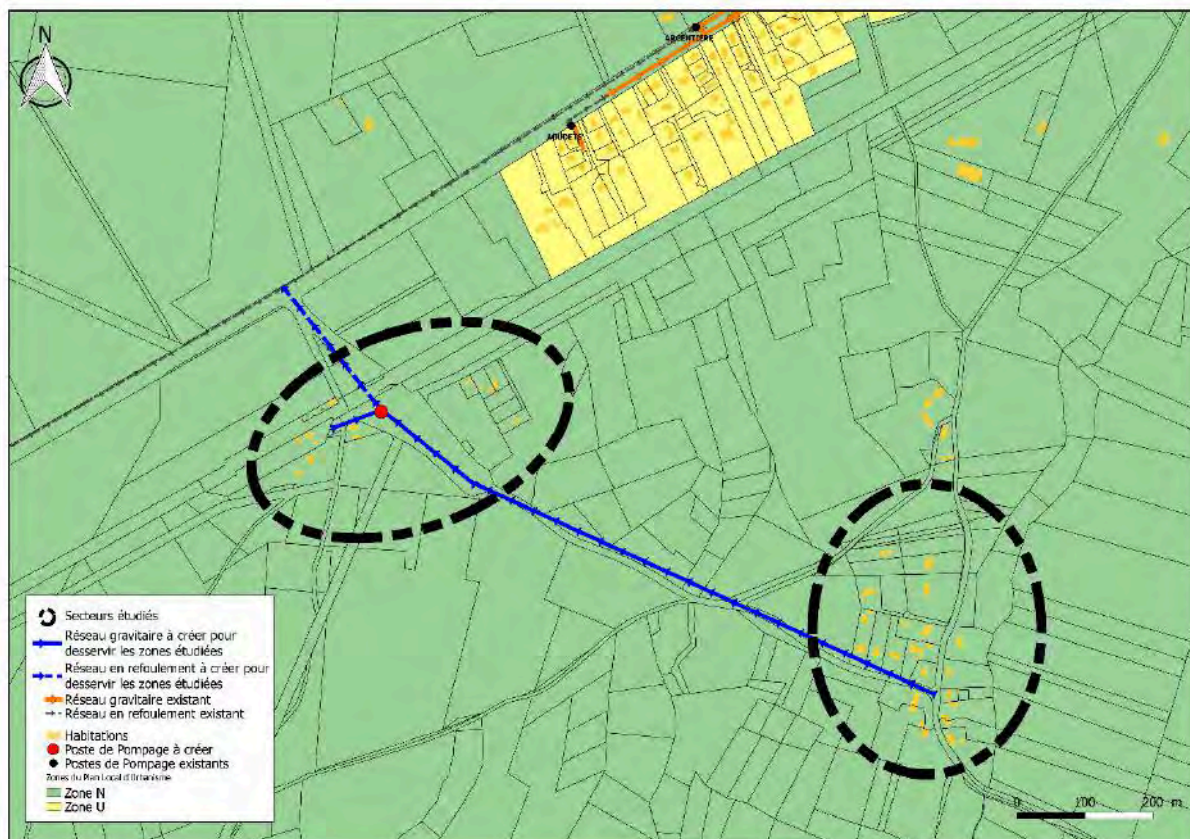 N
ARGENTIERE
Secteurs étudiés
Réseau gravitaire à créer pour
desservir les zones étudiées
Réseau en refoulement à créer pour
desservir les zones étudiées
Réseau gravitaire existant
Réseau en refoulement existant
Habitations
Poste de Pompage à créer
Postes de Pompage existants
Zones du Plan Local d'Urbanisme
Zone N
Zone U
0 100 200 m